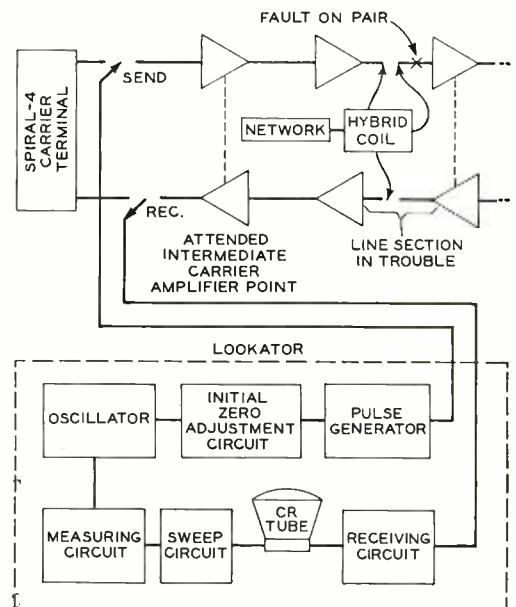 FAULT ON PAIR
SEND
SPIRAL-4
CARRIER
TERMINAL
NETWORK
HYBRID
COIL
REC.
ATTENDED
INTERMEDIATE
CARRIER
AMPLIFIER POINT
LINE SECTION
IN TROUBLE
LOOKATOR
OSCILLATOR
INITIAL
ZERO
ADJUSTMENT
CIRCUIT
PULSE
GENERATOR
MEASURING
CIRCUIT
SWEEP
CIRCUIT
CR
TUBE
RECEIVING
CIRCUIT